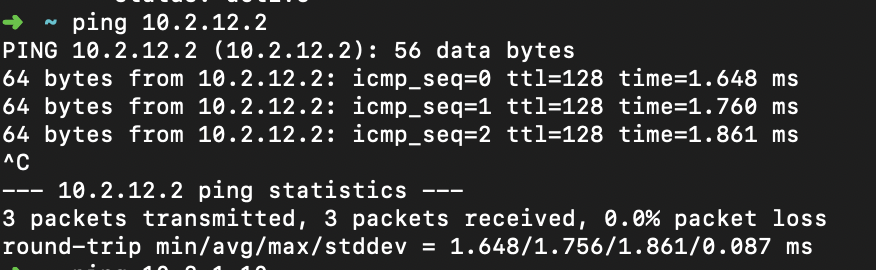 status: active
➜ ~ ping 10.2.12.2
PING 10.2.12.2 (10.2.12.2): 56 data bytes
64 bytes from 10.2.12.2: icmp_seq=0 ttl=128 time=1.648 ms
64 bytes from 10.2.12.2: icmp_seq=1 ttl=128 time=1.760 ms
64 bytes from 10.2.12.2: icmp_seq=2 ttl=128 time=1.861 ms
^C
--- 10.2.12.2 ping statistics ---
3 packets transmitted, 3 packets received, 0.0% packet loss
round-trip min/avg/max/stddev = 1.648/1.756/1.861/0.087 ms
ping